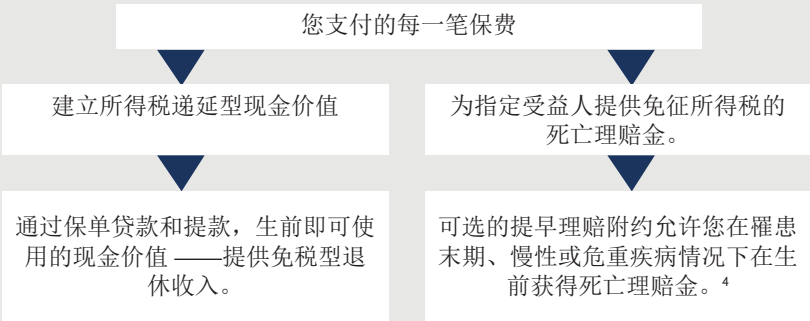 您支付的每一笔保费
建立所得税递延型现金价值
为指定受益人提供免征所得税的
死亡理赔金。
通过保单贷款和提款，生前即可使
用的现金价值 ——提供免税型退
休收入。
可选的提早理赔附约允许您在罹患
末期、慢性或危重疾病情况下在生
前获得死亡理赔金。⁴